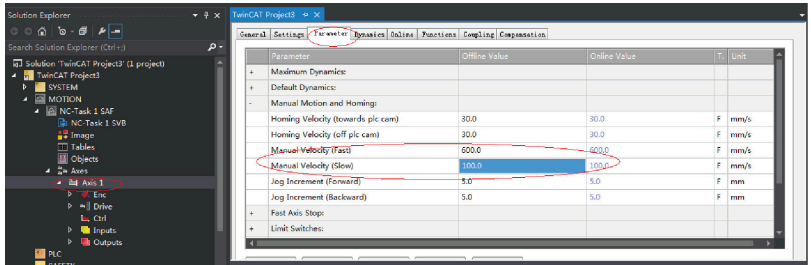 Solution Explorer
Search Solution Explorer (Ctrl+;)
Solution 'TwinCAT Project3' (1 project)
TwinCAT Project3
SYSTEM
MOTION
NC-Task 1 SAF
NC-Task 1 SVB
Image
Tables
Objects
Axes
Axis 1
Enc
Drive
Ctrl
Inputs
Outputs
PLC
SAFETY
TwinCAT Project3
General Settings Parameter Dynamics Online Functions Coupling Compensation
Parameter Offline Value Online Value T. Unit
+ Maximum Dynamics:
+ Default Dynamics:
- Manual Motion and Homing:
Homing Velocity (towards plc cam) 30.0 30.0 F mm/s
Homing Velocity (off plc cam) 30.0 30.0 F mm/s
Manual Velocity (Fast) 600.0 600.0 F mm/s
Manual Velocity (Slow) 100.0 100.0 F mm/s
Jog Increment (Forward) 5.0 5.0 F mm
Jog Increment (Backward) 5.0 5.0 F mm
+ Fast Axis Stop:
+ Limit Switches: